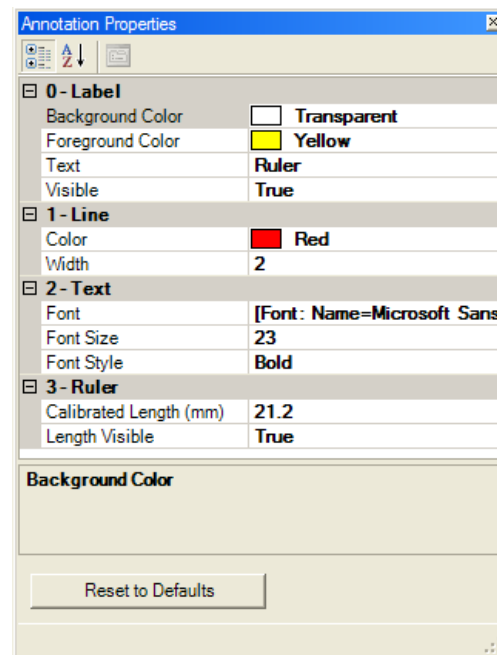 Annotation Properties
0 - Label
Background Color Transparent
Foreground Color Yellow
Text Ruler
Visible True
1 - Line
Color Red
Width 2
2 - Text
Font [Font: Name=Microsoft Sans
Font Size 23
Font Style Bold
3 - Ruler
Calibrated Length (mm) 21.2
Length Visible True
Background Color
Reset to Defaults